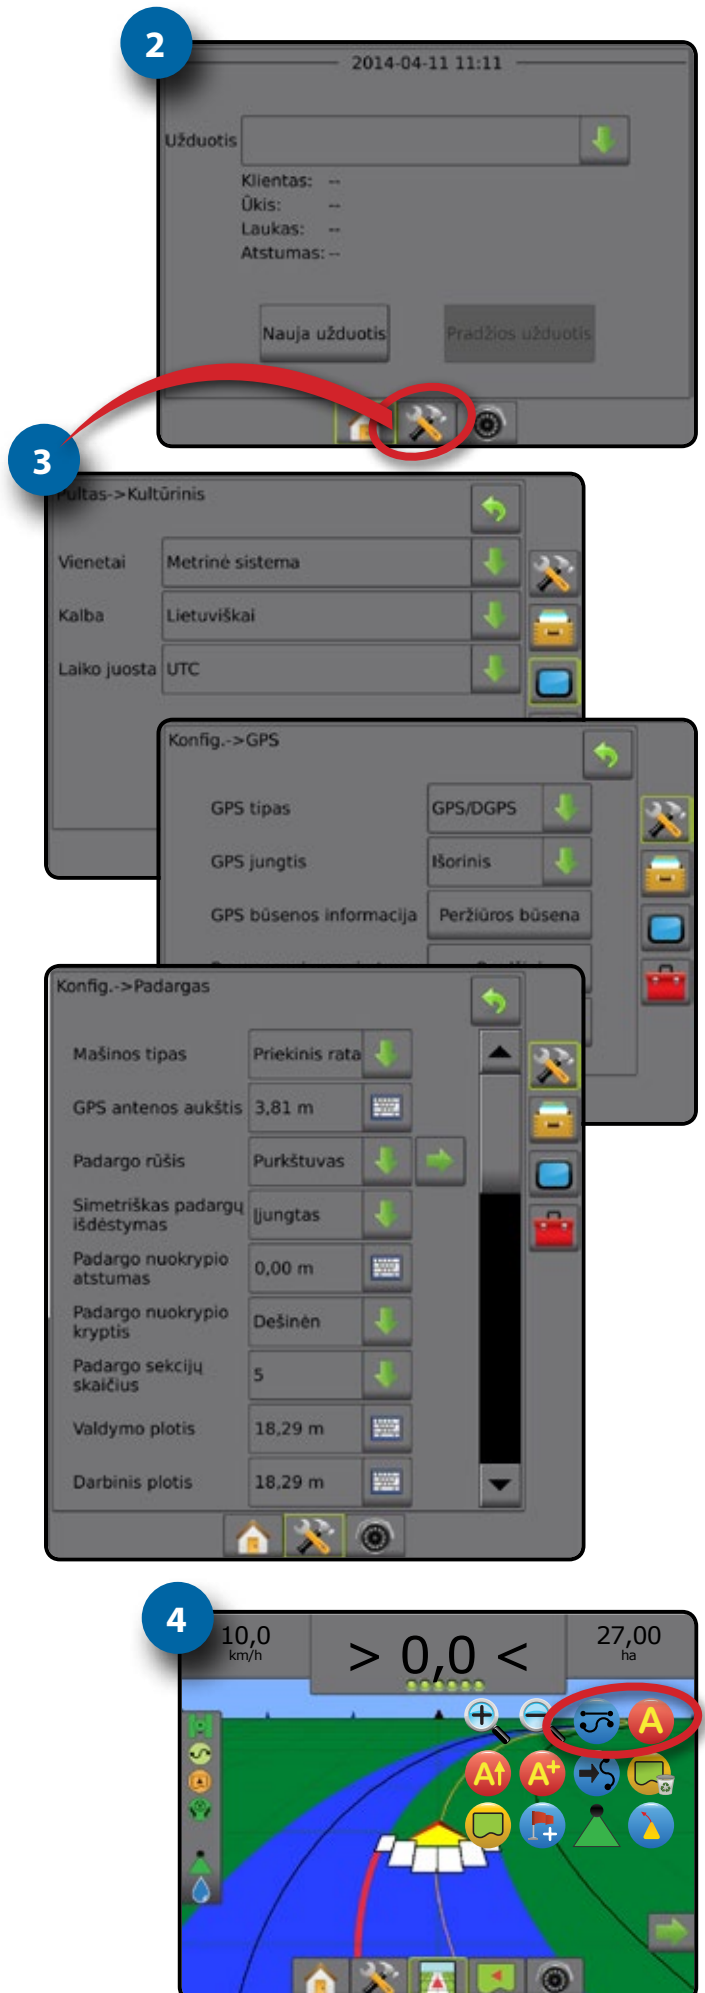 2
2014-04-11 11:11
Užduotis
Klientas: --
Ūkis: --
Laukas: --
Atstumas: --
Nauja užduotis
Pradžios užduotis
3
Pultas->Kultūrinis
Vienetai Metrinė sistema
Kalba Lietuviškai
Laiko juosta UTC
Konfig.->GPS
GPS tipas GPS/DGPS
GPS jungtis Išorinis
GPS būsenos informacija Peržiūros būsena
Konfig.->Padargas
Mašinos tipas Priekinis rata
GPS antenos aukštis 3,81 m
Padargo rūšis Purkštuvas
Simetriškas padargų
išdėstymas Įjungtas
Padargo nuokrypio
atstumas 0,00 m
Padargo nuokrypio
kryptis Dešinėn
Padargo sekcijų
skaičius 5
Valdymo plotis 18,29 m
Darbinis plotis 18,29 m
4
10,0
km/h
> 0,0 <
27,00
ha
A
A
A+